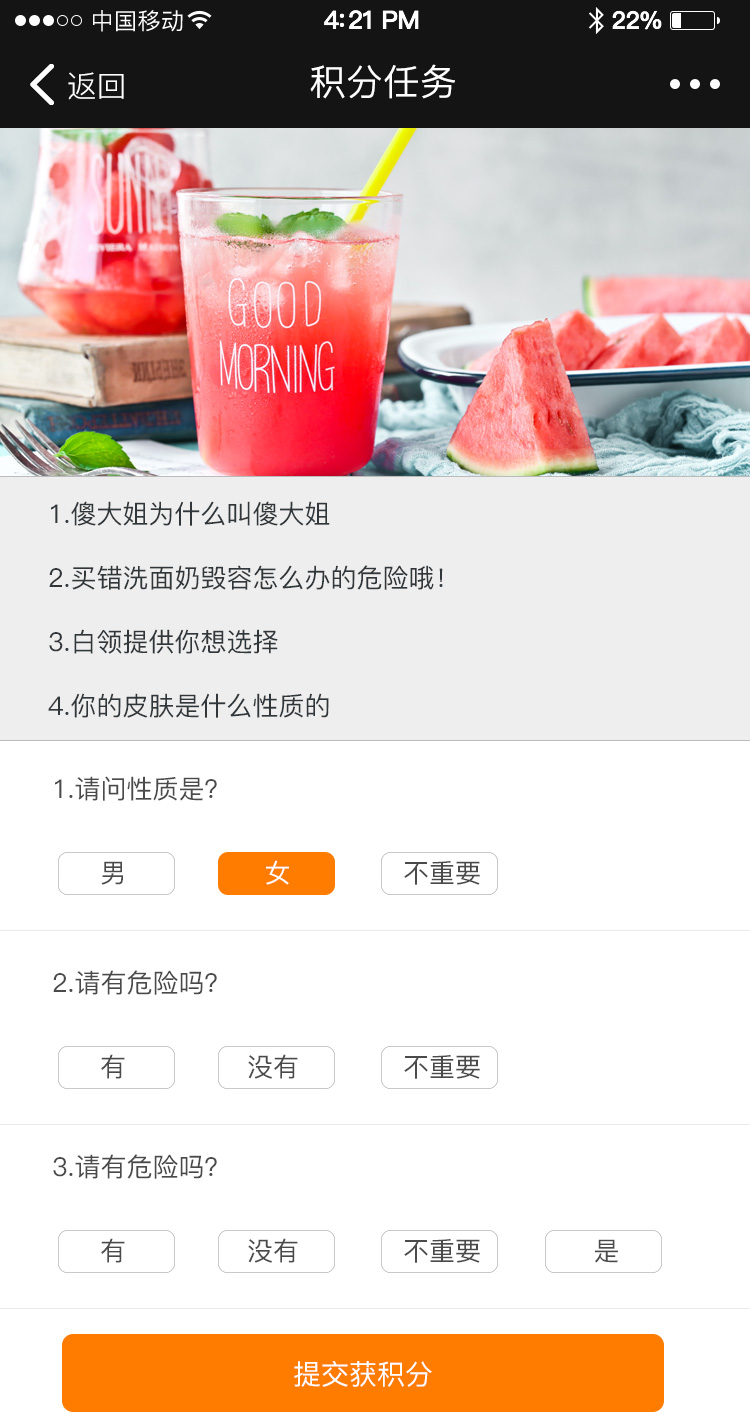 中国移动 4:21 PM 22%
返回 积分任务
SUN
RIVIERA MAISON
GOOD
MORNING
1.傻大姐为什么叫傻大姐
2.买错洗面奶毁容怎么办的危险哦!
3.白领提供你想选择
4.你的皮肤是什么性质的
1.请问性质是?
男 女 不重要
2.请有危险吗?
有 没有 不重要
3.请有危险吗?
有 没有 不重要 是
提交获积分